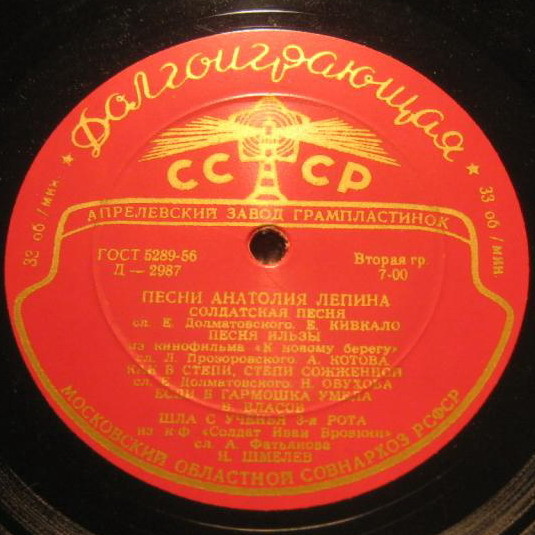 Долгоиграющая
33 об/мин.
33 об/мин.
СССР
АПРЕЛЕВСКИЙ ЗАВОД ГРАМПЛАСТИНОК
ГОСТ 5289-56
Д — 2987
Вторая гр.
7-00
ПЕСНИ АНАТОЛИЯ ЛЕПИНА
СОЛДАТСКАЯ ПЕСНЯ
сл. Е. Долматовского. Е. КИВКАЛО
ПЕСНЯ ИЛЬЗЫ
из кинофильма «К новому берегу»
сл. Л. Прозоровского. А. КОТОВА
КАК В СТЕПИ, СТЕПИ СОЖЖЕННОЙ
сл. Е. Долматовского. Н. ОБУХОВА
ЕСЛИ Б ГАРМОШКА УМЕЛА
В. ВЛАСОВ
ШЛА С УЧЕНЬЯ 3-я РОТА
из к-ф «Солдат Иван Бровкин»
сл. А. Фатьянова
Н. ШМЕЛЕВ
МОСКОВСКИЙ ОБЛАСТНОЙ СОВНАРХОЗ РСФСР